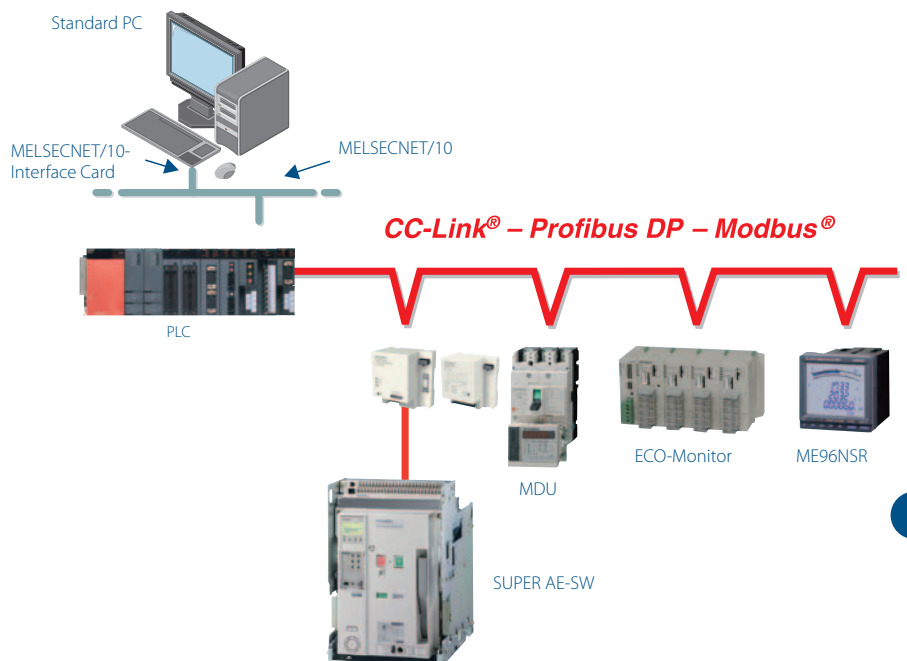 Standard PC
MELSECNET/10-
Interface Card
MELSECNET/10
CC-Link® – Profibus DP – Modbus®
PLC
MDU
ECO-Monitor
ME96NSR
SUPER AE-SW